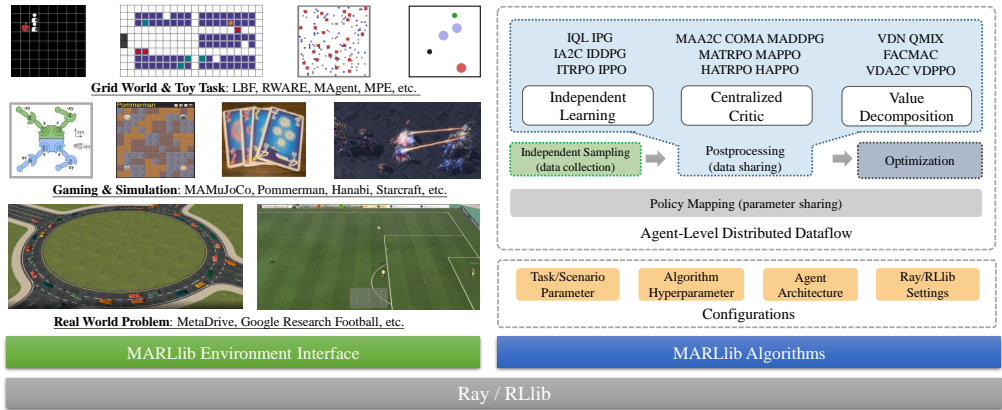 Grid World & Toy Task: LBF, RWARE, MAgent, MPE, etc.
Pommerman
Gaming & Simulation: MAMuJoCo, Pommerman, Hanabi, Starcraft, etc.
Real World Problem: MetaDrive, Google Research Football, etc.
MARLlib Environment Interface
IQL IPG
IA2C IDDPG
ITRPO IPPO
Independent
Learning
MAA2C COMA MADDPG
MATRPO MAPPO
HATRPO HAPPO
Centralized
Critic
VDN QMIX
FACMAC
VDA2C VDPPO
Value
Decomposition
Independent Sampling
(data collection)
Postprocessing
(data sharing)
Optimization
Policy Mapping (parameter sharing)
Agent-Level Distributed Dataflow
Task/Scenario
Parameter
Algorithm
Hyperparameter
Agent
Architecture
Ray/RLlib
Settings
Configurations
MARLlib Algorithms
Ray / RLlib